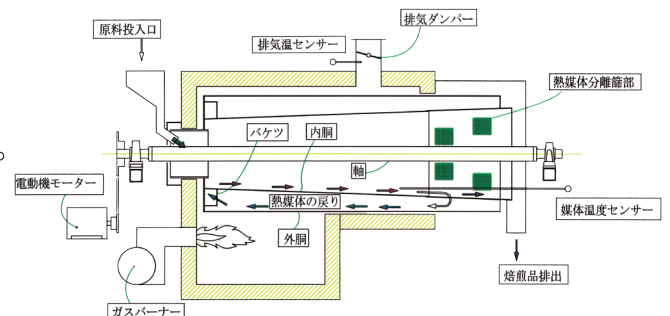 原料投入口
排気ダンパー
排気温センサー
熱媒体分離篩部
バケツ
内胴
軸
電動機モーター
熱媒体の戻り
媒体温度センサー
外胴
焙煎品排出
ガスバーナー